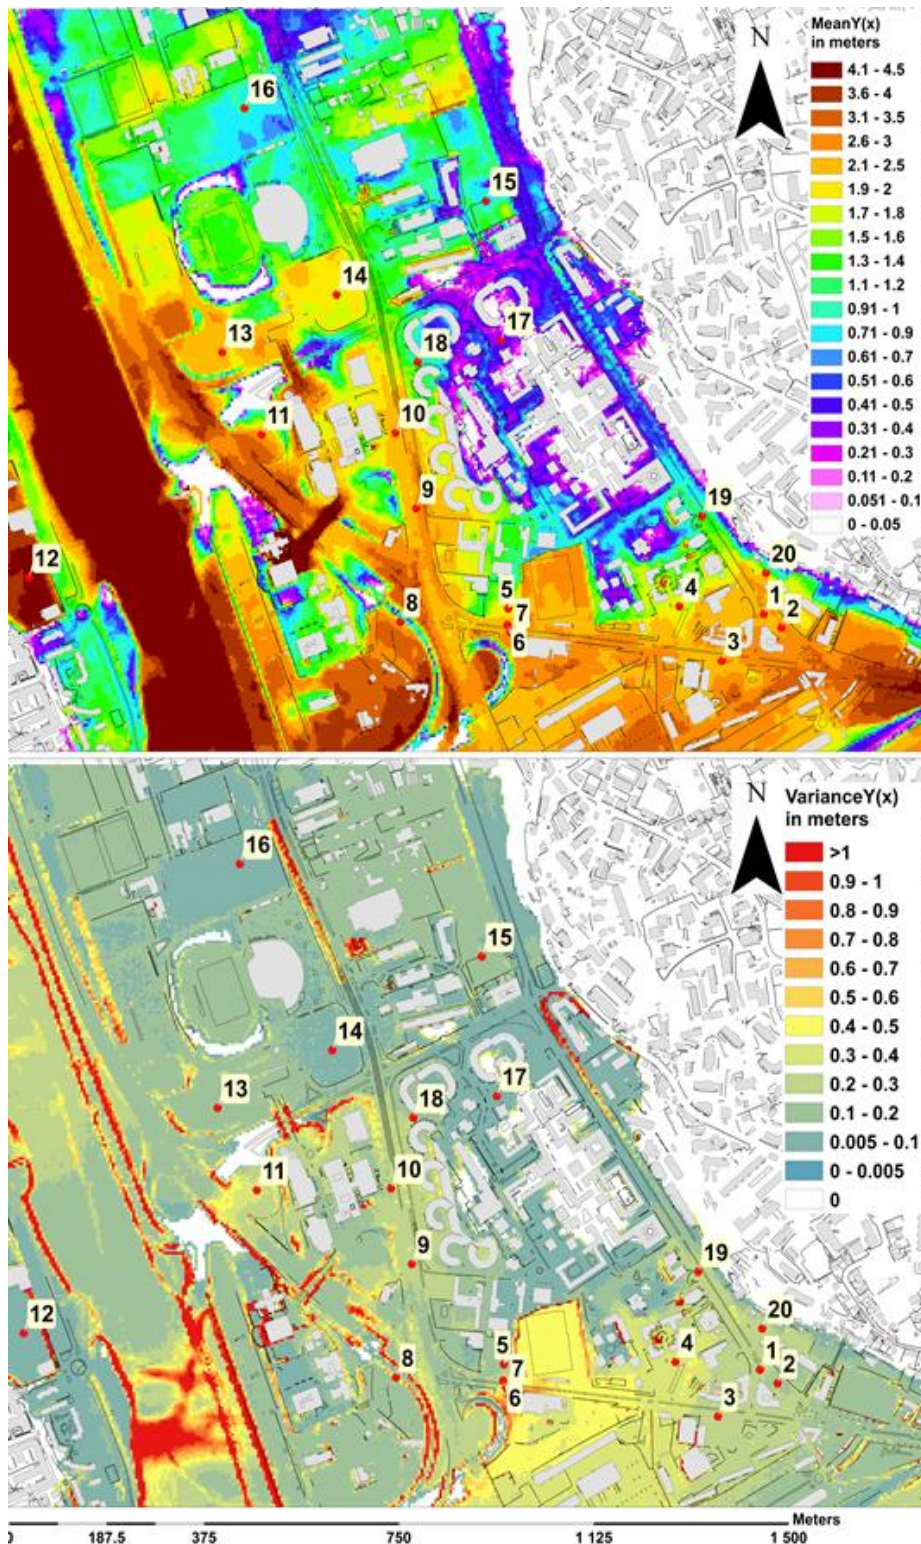 MeanY(x)
in meters
N
4.1 - 4.5
3.6 - 4
3.1 - 3.5
2.6 - 3
2.1 - 2.5
1.9 - 2
1.7 - 1.8
1.5 - 1.6
1.3 - 1.4
1.1 - 1.2
0.91 - 1
0.71 - 0.9
0.61 - 0.7
0.51 - 0.6
0.41 - 0.5
0.31 - 0.4
0.21 - 0.3
0.11 - 0.2
0.051 - 0.1
0 - 0.05
16
15
14
13
17
18
11
10
9
19
12
20
5
4
1
8
7
2
6
3
VarianceY(x)
in meters
N
>1
0.9 - 1
0.8 - 0.9
0.7 - 0.8
0.6 - 0.7
0.5 - 0.6
0.4 - 0.5
0.3 - 0.4
0.2 - 0.3
0.1 - 0.2
0.005 - 0.1
0 - 0.005
0
16
15
14
13
17
18
11
10
9
19
12
20
5
4
1
8
7
2
6
3
Meters
0 187.5 375 750 1 125 1 500